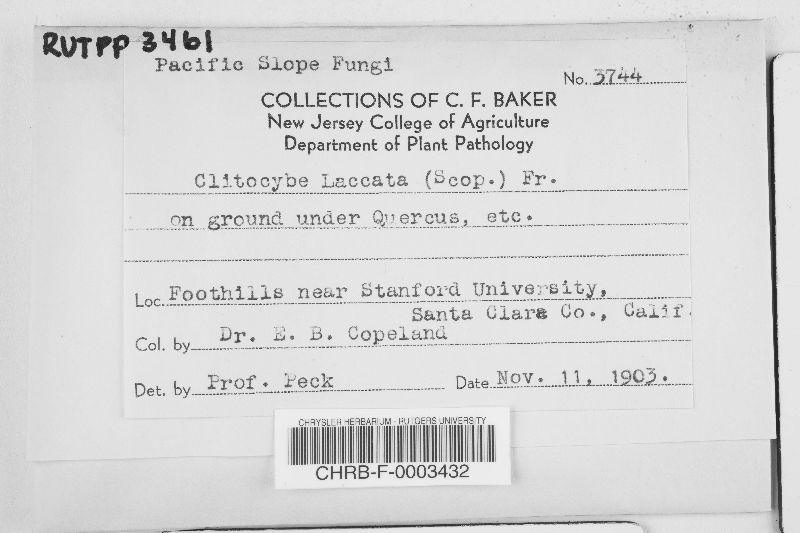 RUTPP 3461
Pacific Slope Fungi
No. 3744
COLLECTIONS OF C. F. BAKER
New Jersey College of Agriculture
Department of Plant Pathology
Clitocybe Laccata (Scop.) Fr.
on ground under Quercus, etc.
Loc. Foothills near Stanford University,
Santa Clara Co., Calif.
Col. by Dr. E. B. Copeland
Det. by Prof. Peck Date Nov. 11, 1903.
CHRYSLER HERBARIUM - RUTGERS UNIVERSITY
CHRB-F-0003432